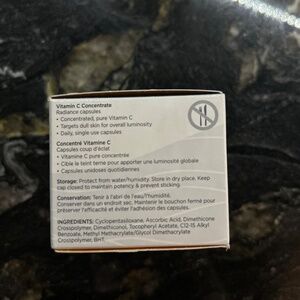 Vitamin C Concentrate
Radiance capsules
• Concentrated, pure Vitamin C
• Targets dull skin for overall luminosity
• Daily, single use capsules
Concentré Vitamine C
Capsules coup d'éclat
• Vitamine C pure concentrée
• Cible le teint terne pour apporter une luminosité globale
• Capsules unidoses quotidiennes
Storage: Protect from water/humidity. Store in dry place. Keep
cap closed to maintain potency & prevent sticking.
Conservation: Tenir à l'abri de l'eau/l'humidité.
Conserver dans un endroit sec. Maintenir le bouchon fermé pour
préserver l'efficacité et éviter l'adhésion des capsules.
INGREDIENTS: Cyclopentasiloxane, Ascorbic Acid, Dimethicone
Crosspolymer, Dimethiconol, Tocopheryl Acetate, C12-15 Alkyl
Benzoate, Methyl Methacrylate/Glycol Dimethacrylate
Crosspolymer, BHT.